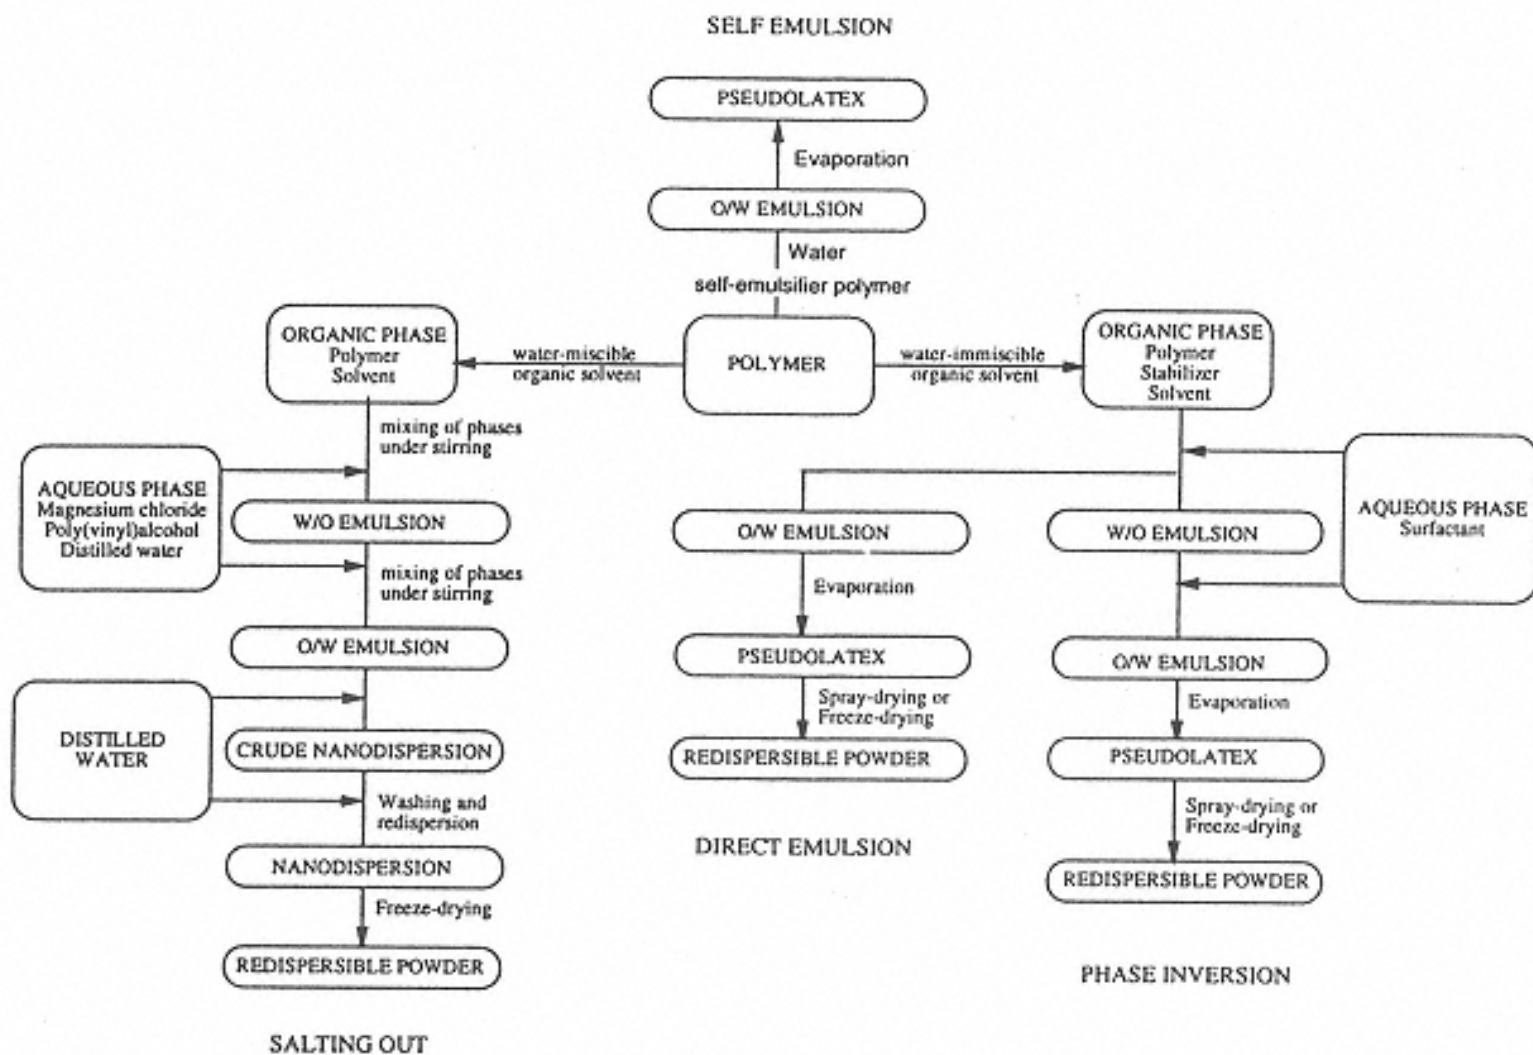 SELF EMULSION
PSEUDOLATEX
Evaporation
O/W EMULSION
Water
self-emulsilier polymer
ORGANIC PHASE
Polymer
Solvent
water-miscible
organic solvent
POLYMER
water-immiscible
organic solvent
ORGANIC PHASE
Polymer
Stabilizer
Solvent
mixing of phases
under stirring
AQUEOUS PHASE
Magnesium chloride
Poly(vinyl)alcohol
Distilled water
W/O EMULSION
mixing of phases
under stirring
O/W EMULSION
DISTILLED
WATER
CRUDE NANODISPERSION
Washing and
redispersion
NANODISPERSION
Freeze-drying
REDISPERSIBLE POWDER
SALTING OUT
O/W EMULSION
Evaporation
PSEUDOLATEX
Spray-drying or
Freeze-drying
REDISPERSIBLE POWDER
DIRECT EMULSION
W/O EMULSION
AQUEOUS PHASE
Surfactant
O/W EMULSION
Evaporation
PSEUDOLATEX
Spray-drying or
Freeze-drying
REDISPERSIBLE POWDER
PHASE INVERSION